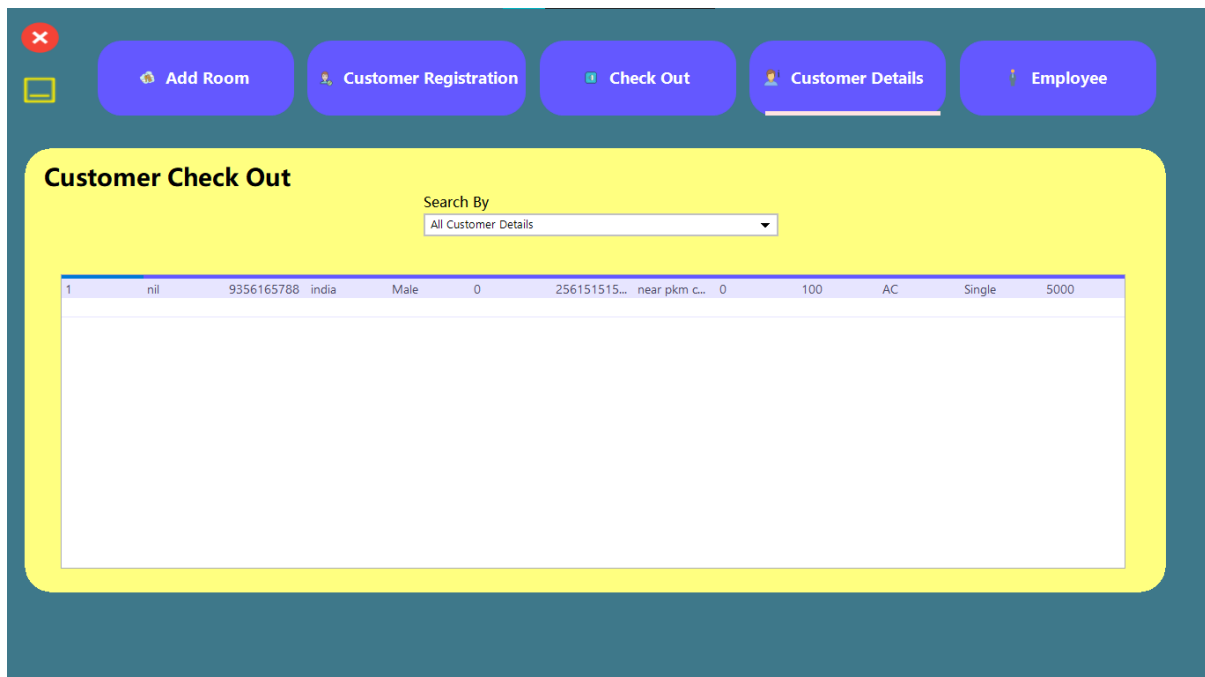 Add Room Customer Registration Check Out Customer Details Employee
Customer Check Out
Search By
All Customer Details
1 nil 9356165788 india Male 0 256151515... near pkm c... 0 100 AC Single 5000